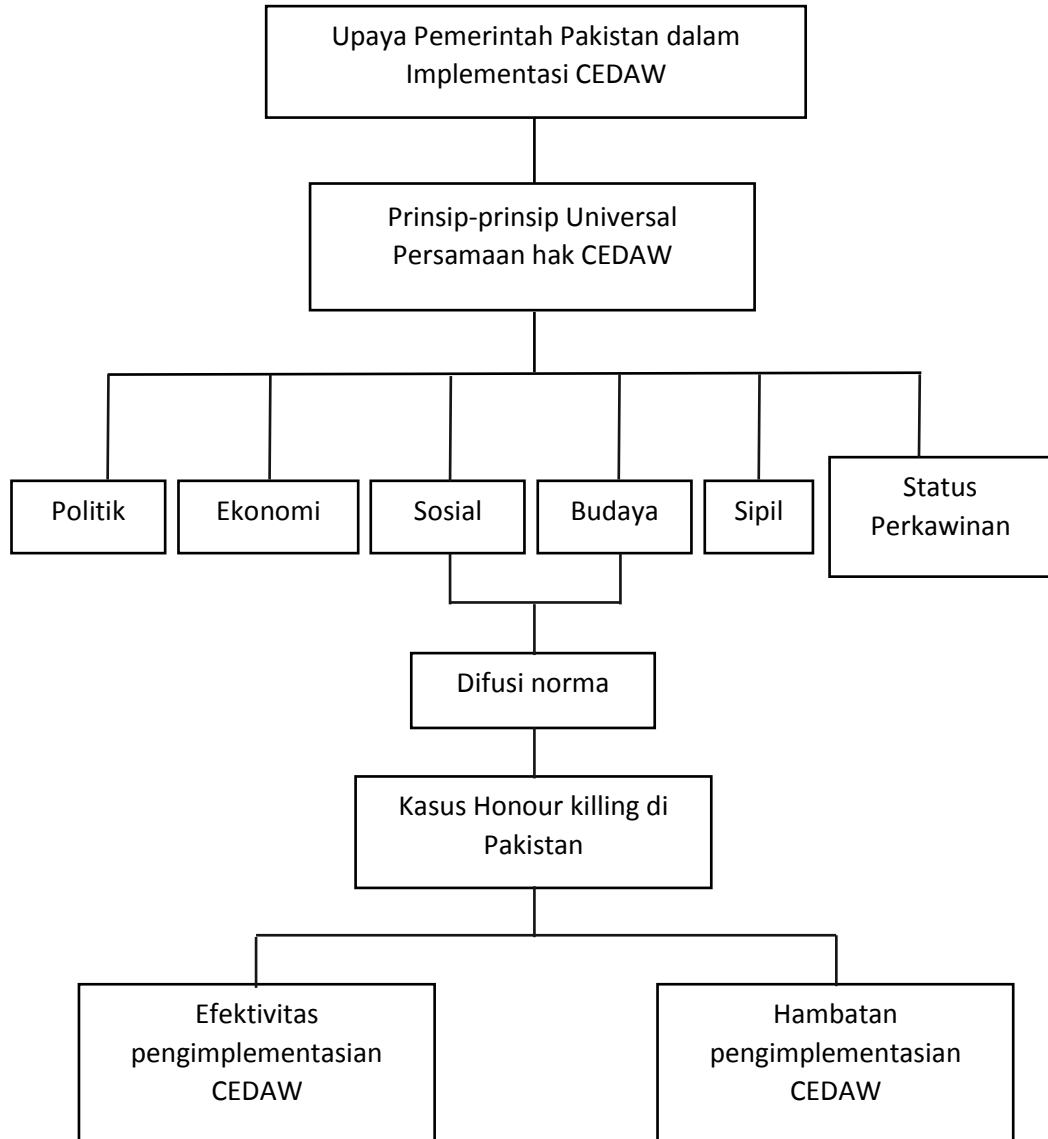 Upaya Pemerintah Pakistan dalam
Implementasi CEDAW
Prinsip-prinsip Universal
Persamaan hak CEDAW
Politik
Ekonomi
Sosial
Budaya
Sipil
Status
Perkawinan
Difusi norma
Kasus Honour killing di
Pakistan
Efektivitas
pengimplementasian
CEDAW
Hambatan
pengimplementasian
CEDAW